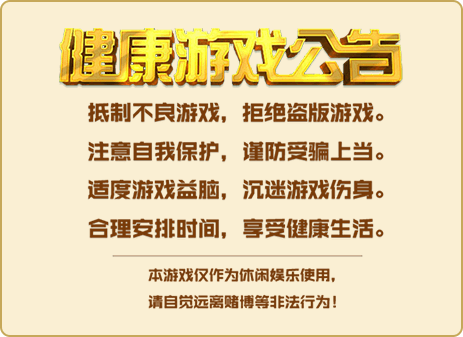 健康游戏公告
抵制不良游戏，拒绝盗版游戏。
注意自我保护，谨防受骗上当。
适度游戏益脑，沉迷游戏伤身。
合理安排时间，享受健康生活。
本游戏仅作为休闲娱乐使用，
请自觉远离赌博等非法行为！